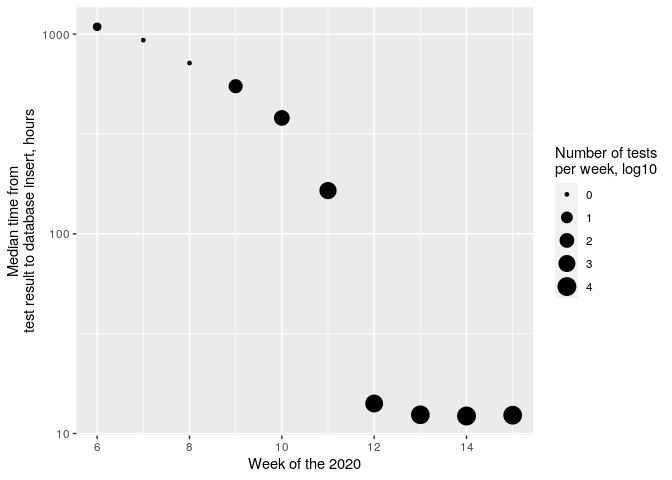 1000
100
10
6
8
10
12
14
Week of the 2020
Median time from
test result to database insert, hours
Number of tests
per week, log10
0
1
2
3
4